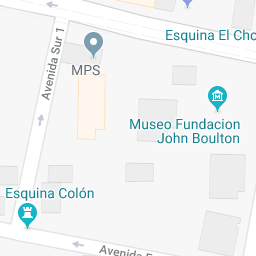 Esquina El Cho
Avenida Sur 1
MPS
Museo Fundacion
John Boulton
Esquina Colón
Avenida